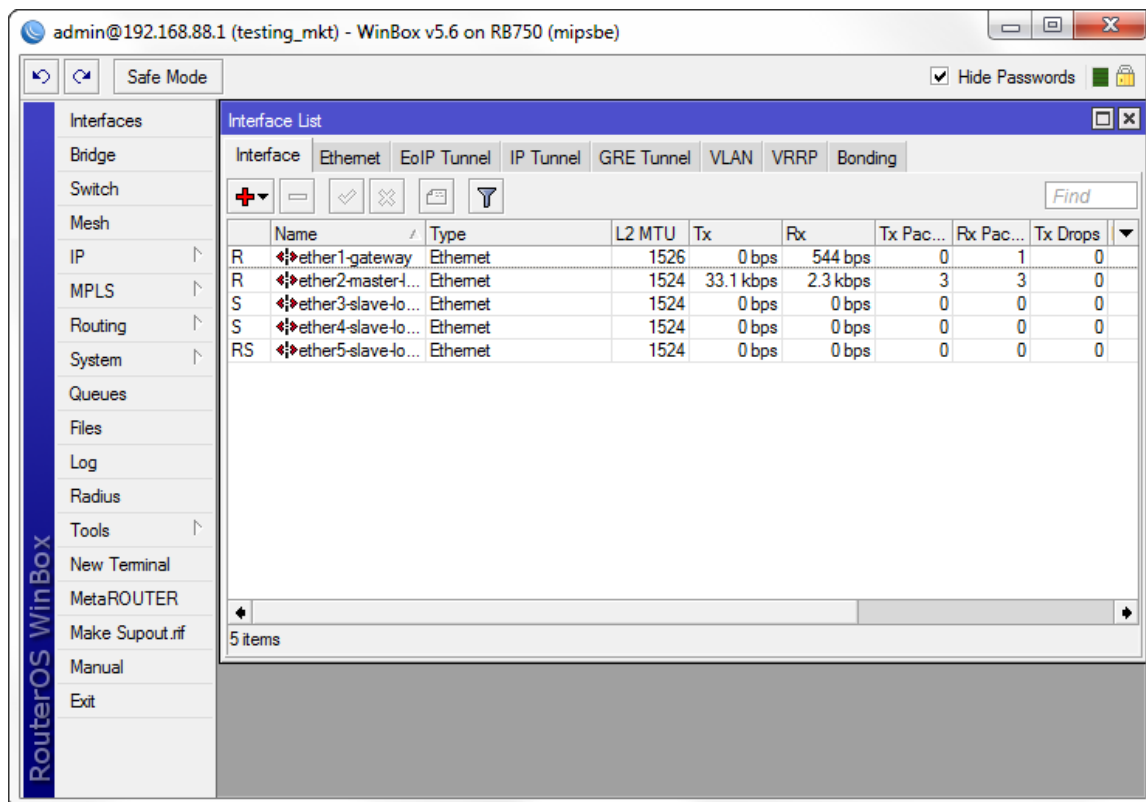 admin@192.168.88.1 (testing_mkt) - WinBox v5.6 on RB750 (mipsbe)
Safe Mode
Hide Passwords
RouterOS WinBox
Interfaces
Bridge
Switch
Mesh
IP
MPLS
Routing
System
Queues
Files
Log
Radius
Tools
New Terminal
MetaROUTER
Make Supout.rif
Manual
Exit
Interface List
Interface Ethernet EoIP Tunnel IP Tunnel GRE Tunnel VLAN VRRP Bonding
Find
Name Type L2 MTU Tx Rx Tx Pac... Rx Pac... Tx Drops
R ether1-gateway Ethernet 1526 0 bps 544 bps 0 1 0
R ether2-master-l... Ethernet 1524 33.1 kbps 2.3 kbps 3 3 0
S ether3-slave-lo... Ethernet 1524 0 bps 0 bps 0 0 0
S ether4-slave-lo... Ethernet 1524 0 bps 0 bps 0 0 0
RS ether5-slave-lo... Ethernet 1524 0 bps 0 bps 0 0 0
5 items